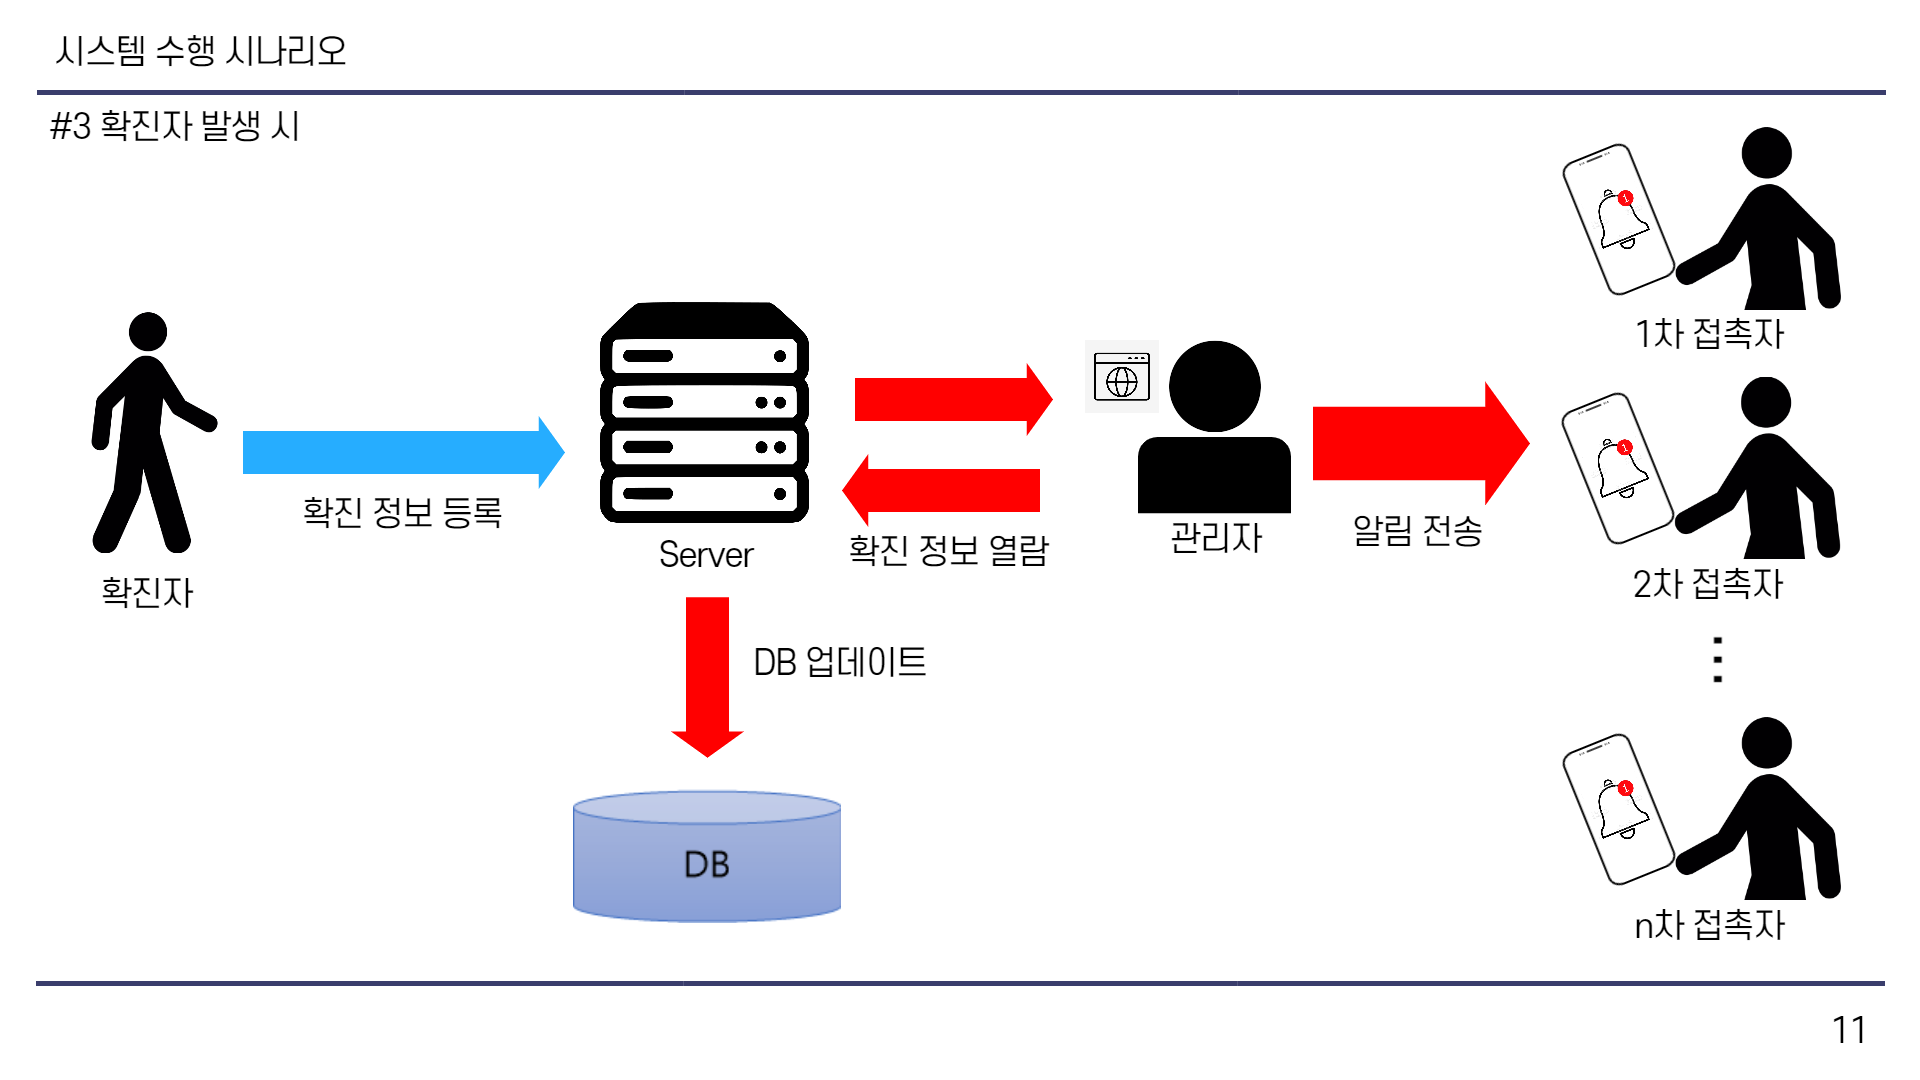 시스템 수행 시나리오
#3 확진자 발생 시
1
1차 접촉자
확진 정보 등록
Server
확진 정보 열람
관리자
알림 전송
1
2차 접촉자
확진자
DB 업데이트
1
DB
n차 접촉자
11